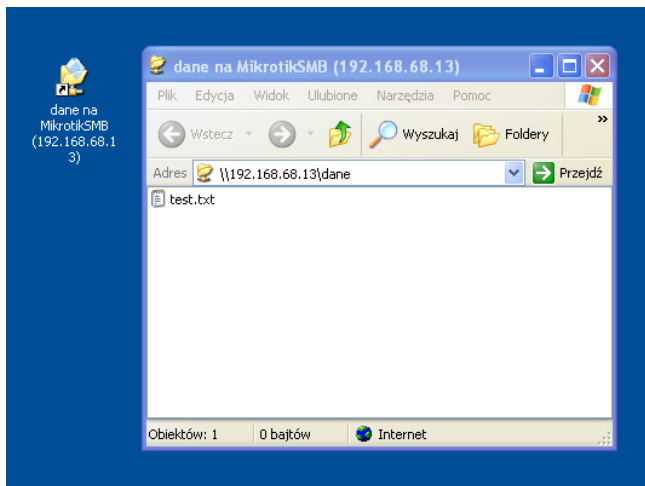 dane na
MikrotikSMB
(192.168.68.1
3)
dane na MikrotikSMB (192.168.68.13)
Plik Edycja Widok Ulubione Narzędzia Pomoc
Wstecz Wyszukaj Foldery »
Adres \\192.168.68.13\dane Przejdź
test.txt
Obiektów: 1 0 bajtów Internet